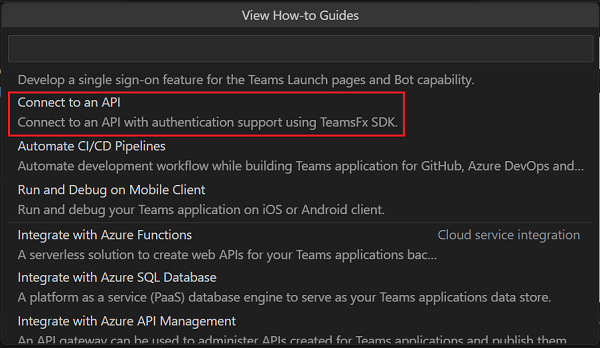 View How-to Guides
Develop a single sign-on feature for the Teams Launch pages and Bot capability.
Connect to an API
Connect to an API with authentication support using TeamsFx SDK.
Automate CI/CD Pipelines
Automate development workflow while building Teams application for GitHub, Azure DevOps and...
Run and Debug on Mobile Client
Run and debug your Teams application on iOS or Android client.
Integrate with Azure Functions Cloud service integration
A serverless solution to create web APIs for your Teams applications bac...
Integrate with Azure SQL Database
A platform as a service (PaaS) database engine to serve as your Teams applications data store.
Integrate with Azure API Management
An API gateway can be used to administer APIs created for Teams applications and publish them